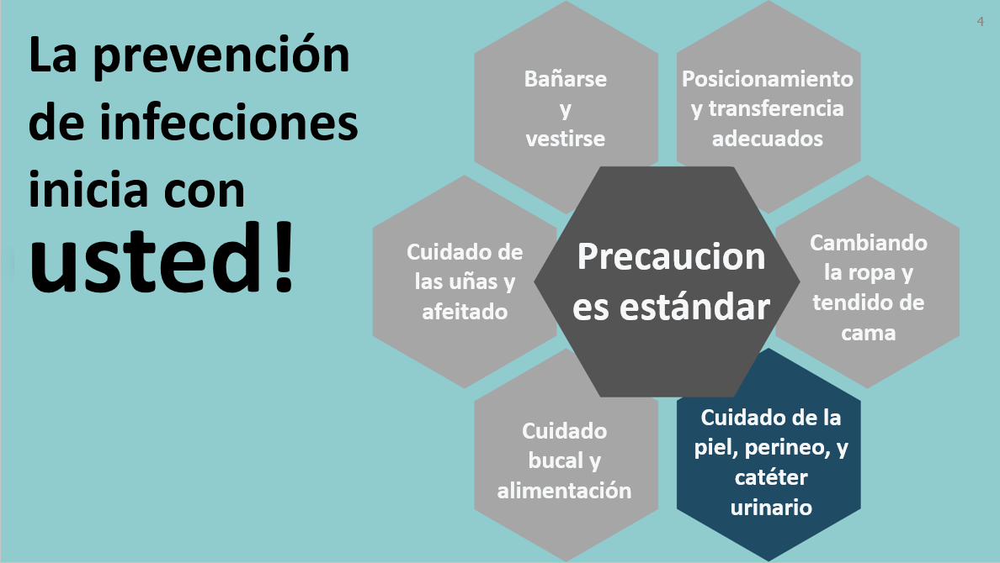 La prevención
de infecciones
inicia con
usted!
4
Bañarse
y
vestirse
Posicionamiento
y transferencia
adecuados
Cuidado de
las uñas y
afeitado
Precaucion
es estándar
Cambiando
la ropa y
tendido de
cama
Cuidado
bucal y
alimentación
Cuidado de la
piel, perineo, y
catéter
urinario